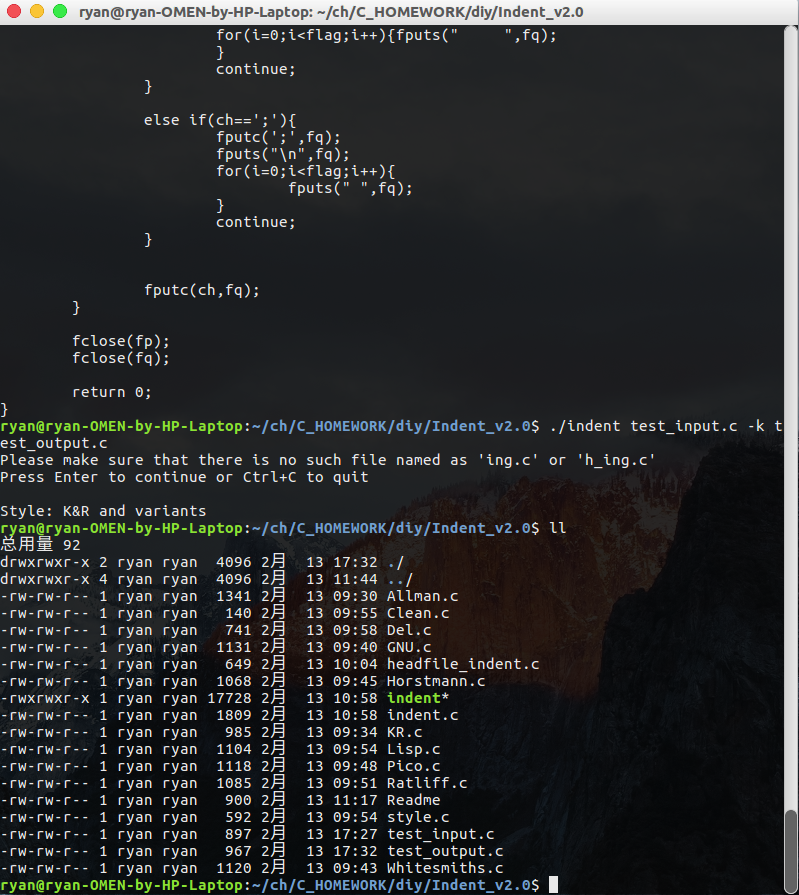 ryan@ryan-OMEN-by-HP-Laptop: ~/ch/C_HOMEWORK/diy/Indent_v2.0
                        for(i=0;i<flag;i++){fputs("     ",fq);
                        }
                        continue;
                }

                else if(ch==';'){
                        fputc(';',fq);
                        fputs("\n",fq);
                        for(i=0;i<flag;i++){
                                fputs(" ",fq);
                        }
                        continue;
                }


                fputc(ch,fq);
        }

        fclose(fp);
        fclose(fq);

        return 0;
}
ryan@ryan-OMEN-by-HP-Laptop:~/ch/C_HOMEWORK/diy/Indent_v2.0$ ./indent test_input.c -k t
est_output.c
Please make sure that there is no such file named as 'ing.c' or 'h_ing.c'
Press Enter to continue or Ctrl+C to quit

Style: K&R and variants
ryan@ryan-OMEN-by-HP-Laptop:~/ch/C_HOMEWORK/diy/Indent_v2.0$ ll
总用量 92
drwxrwxr-x 2 ryan ryan  4096 2月  13 17:32 ./
drwxrwxr-x 4 ryan ryan  4096 2月  13 11:44 ../
-rw-rw-r-- 1 ryan ryan  1341 2月  13 09:30 Allman.c
-rw-rw-r-- 1 ryan ryan   140 2月  13 09:55 Clean.c
-rw-rw-r-- 1 ryan ryan   741 2月  13 09:58 Del.c
-rw-rw-r-- 1 ryan ryan  1131 2月  13 09:40 GNU.c
-rw-rw-r-- 1 ryan ryan   649 2月  13 10:04 headfile_indent.c
-rw-rw-r-- 1 ryan ryan  1068 2月  13 09:45 Horstmann.c
-rwxrwxr-x 1 ryan ryan 17728 2月  13 10:58 indent*
-rw-rw-r-- 1 ryan ryan  1809 2月  13 10:58 indent.c
-rw-rw-r-- 1 ryan ryan   985 2月  13 09:34 KR.c
-rw-rw-r-- 1 ryan ryan  1104 2月  13 09:54 Lisp.c
-rw-rw-r-- 1 ryan ryan  1118 2月  13 09:48 Pico.c
-rw-rw-r-- 1 ryan ryan  1085 2月  13 09:51 Ratliff.c
-rw-rw-r-- 1 ryan ryan   900 2月  13 11:17 Readme
-rw-rw-r-- 1 ryan ryan   592 2月  13 09:54 style.c
-rw-rw-r-- 1 ryan ryan   897 2月  13 17:27 test_input.c
-rw-rw-r-- 1 ryan ryan   967 2月  13 17:32 test_output.c
-rw-rw-r-- 1 ryan ryan  1120 2月  13 09:43 Whitesmiths.c
ryan@ryan-OMEN-by-HP-Laptop:~/ch/C_HOMEWORK/diy/Indent_v2.0$